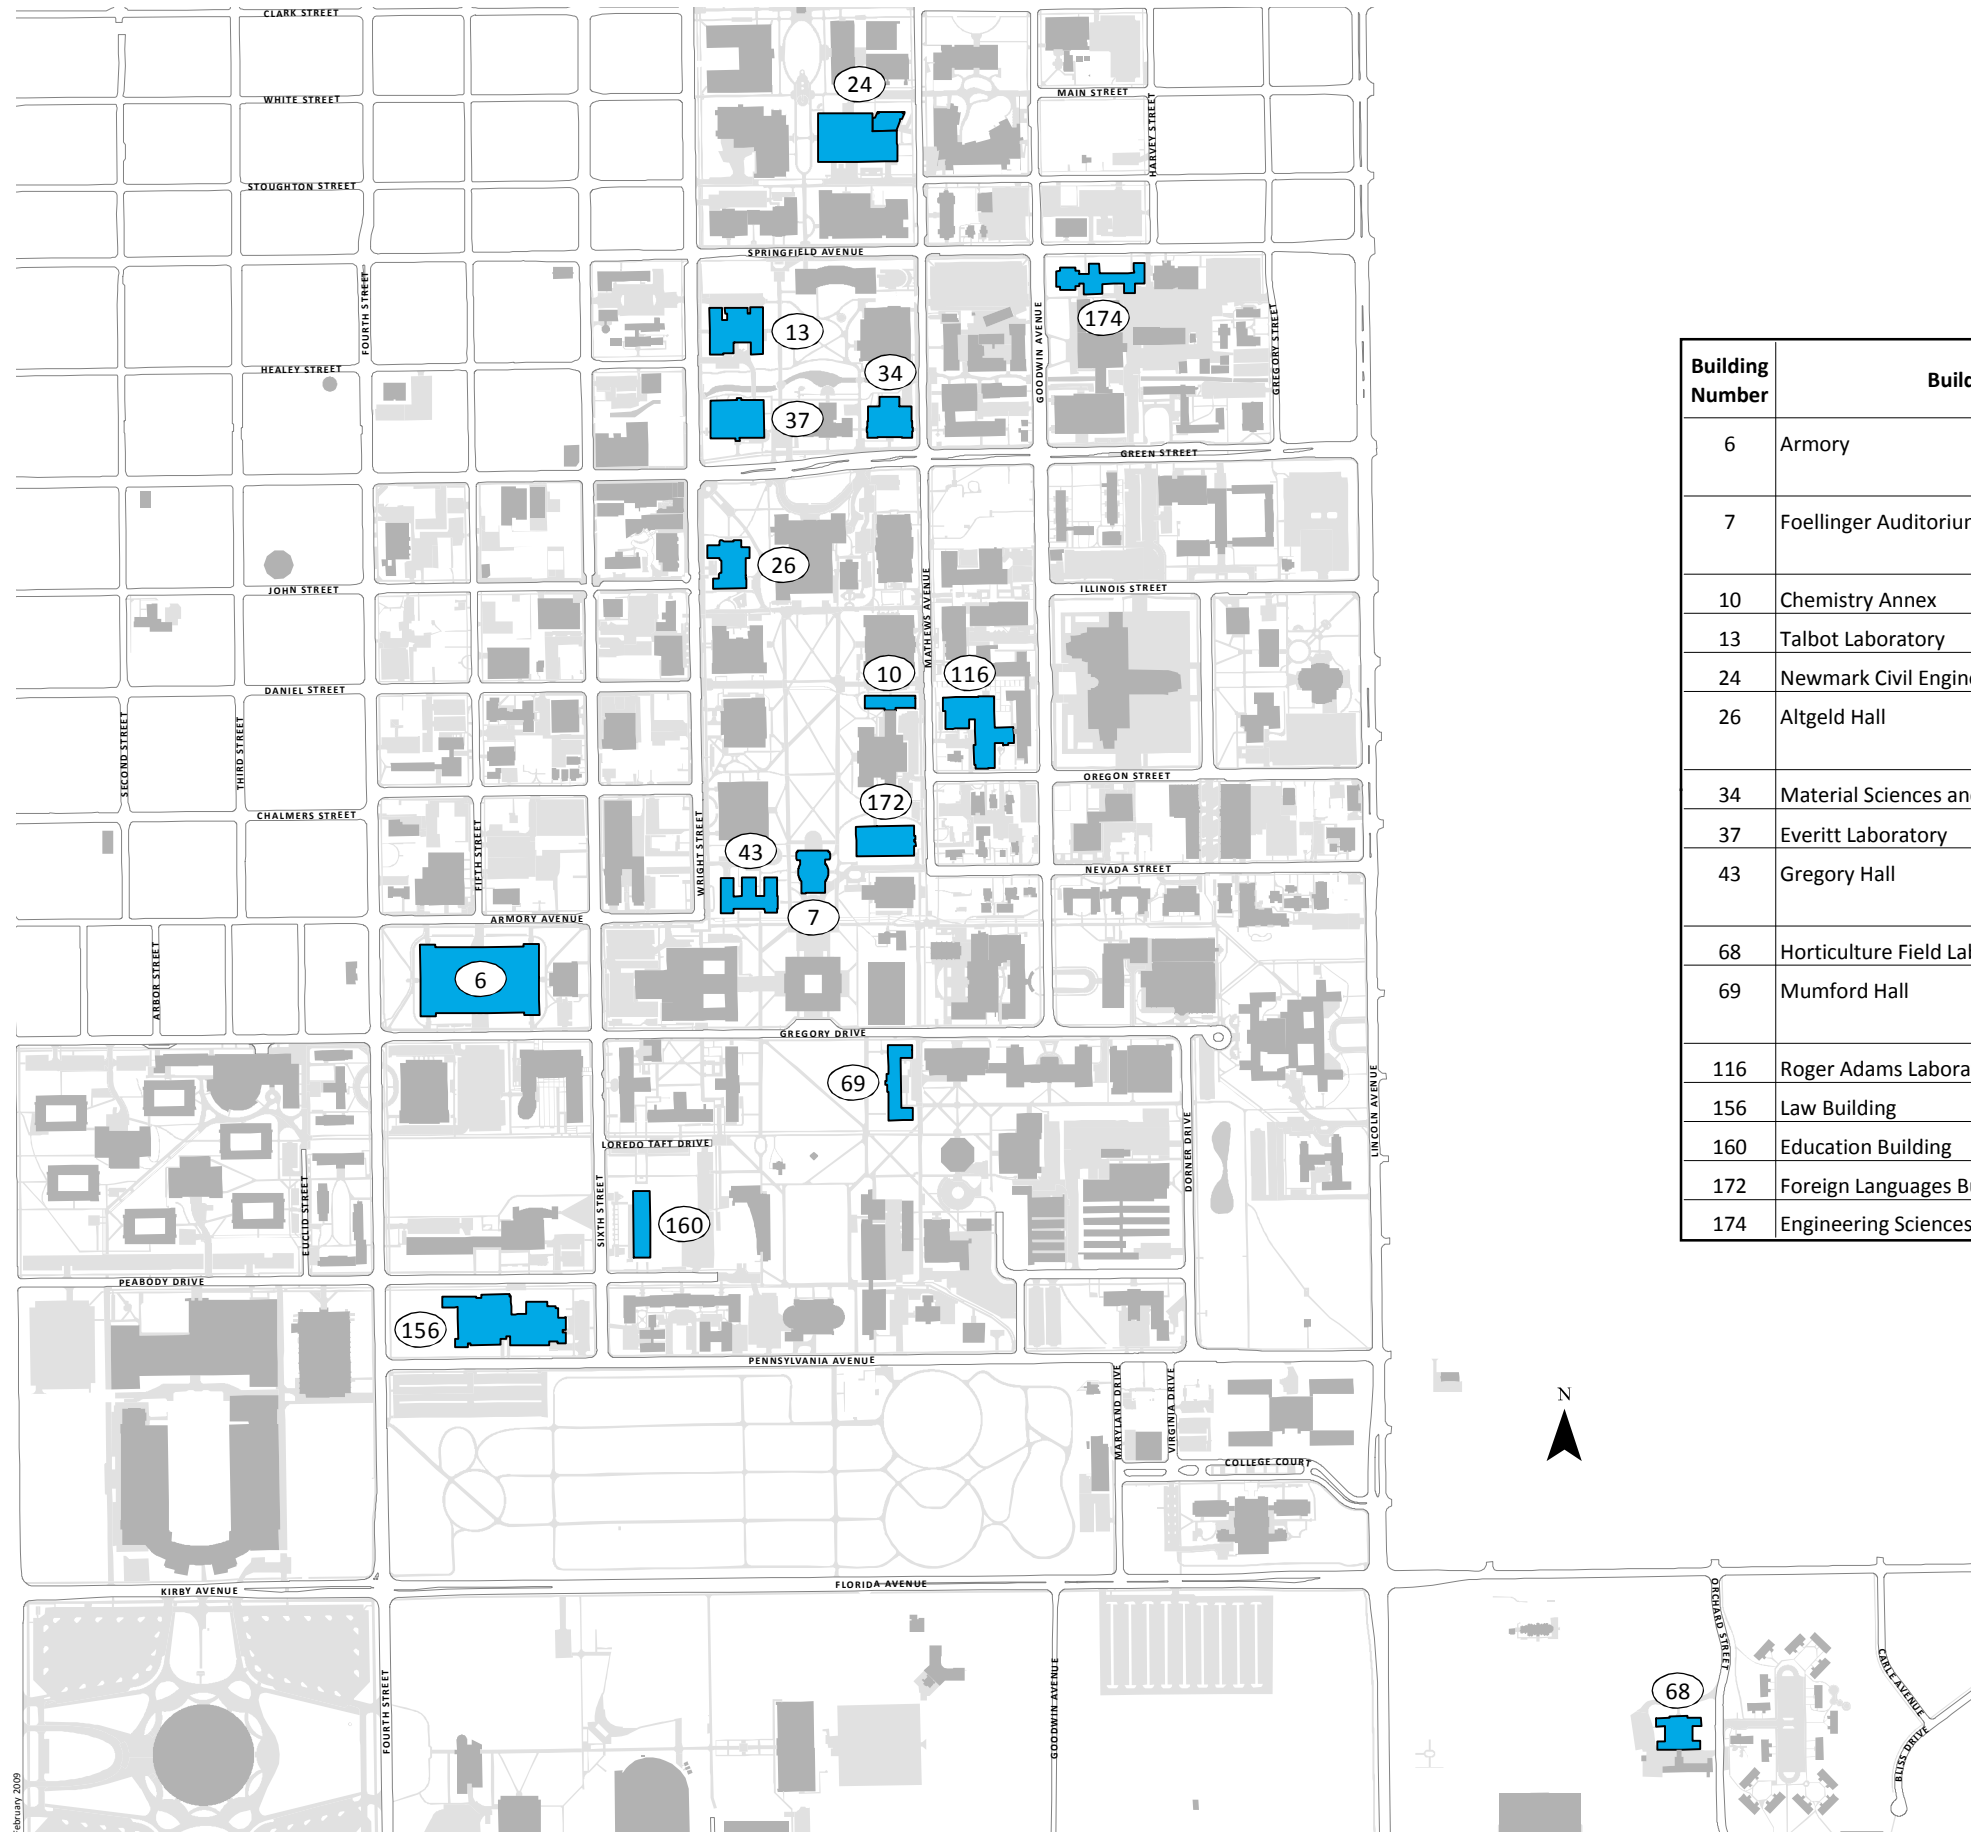 CLARK STREET
WHITE STREET
24
MAIN STREET
HARVEY STREET
STOUGHTON STREET
SPRINGFIELD AVENUE
FOURTH STREET
13
174
GOODWIN AVENUE
GREGORY STREET
HEALEY STREET
34
37
GREEN STREET
26
JOHN STREET
ILLINOIS STREET
MATHEWS AVENUE
10
116
DANIEL STREET
SECOND STREET
THIRD STREET
OREGON STREET
172
CHALMERS STREET
FIFTH STREET
WRIGHT STREET
43
NEVADA STREET
ARMORY AVENUE
7
ARBOR STREET
6
GREGORY DRIVE
69
LOREDO TAFT DRIVE
DORNER DRIVE
LINCOLN AVENUE
EUCLID STREET
SIXTH STREET
160
PEABODY DRIVE
156
PENNSYLVANIA AVENUE
MARYLAND DRIVE
VIRGINIA DRIVE
COLLEGE COURT
KIRBY AVENUE
FLORIDA AVENUE
FOURTH STREET
GOODWIN AVENUE
ORCHARD STREET
CARLE AVENUE
BLISS DRIVE
68
N
ebruary 2009
Building Number
Build
6 Armory
7 Foellinger Auditoriun
10 Chemistry Annex
13 Talbot Laboratory
24 Newmark Civil Engine
26 Altgeld Hall
34 Material Sciences an
37 Everitt Laboratory
43 Gregory Hall
68 Horticulture Field La
69 Mumford Hall
116 Roger Adams Labora
156 Law Building
160 Education Building
172 Foreign Languages B
174 Engineering Sciences